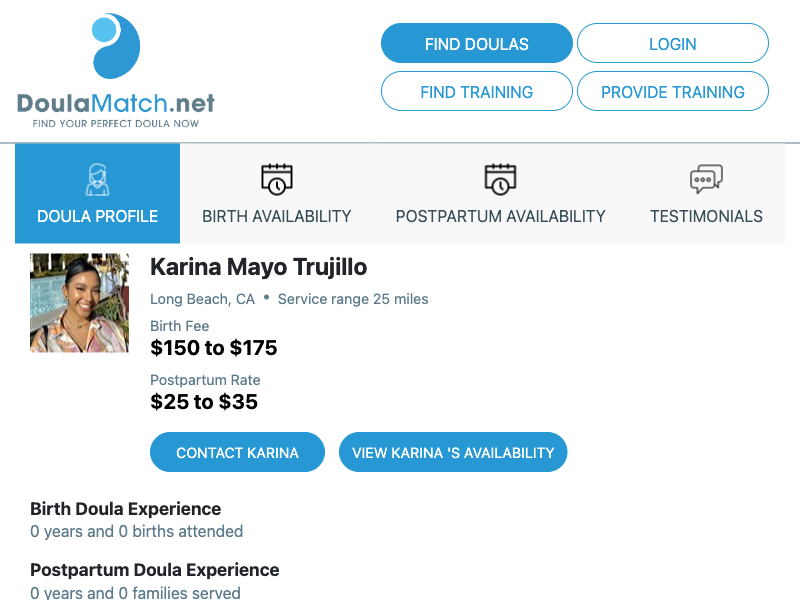 DoulaMatch.net
FIND YOUR PERFECT DOULA NOW
FIND DOULAS
LOGIN
FIND TRAINING
PROVIDE TRAINING
DOULA PROFILE
BIRTH AVAILABILITY
POSTPARTUM AVAILABILITY
TESTIMONIALS
Karina Mayo Trujillo
Long Beach, CA • Service range 25 miles
Birth Fee
$150 to $175
Postpartum Rate
$25 to $35
CONTACT KARINA
VIEW KARINA 'S AVAILABILITY
Birth Doula Experience
0 years and 0 births attended
Postpartum Doula Experience
0 years and 0 families served